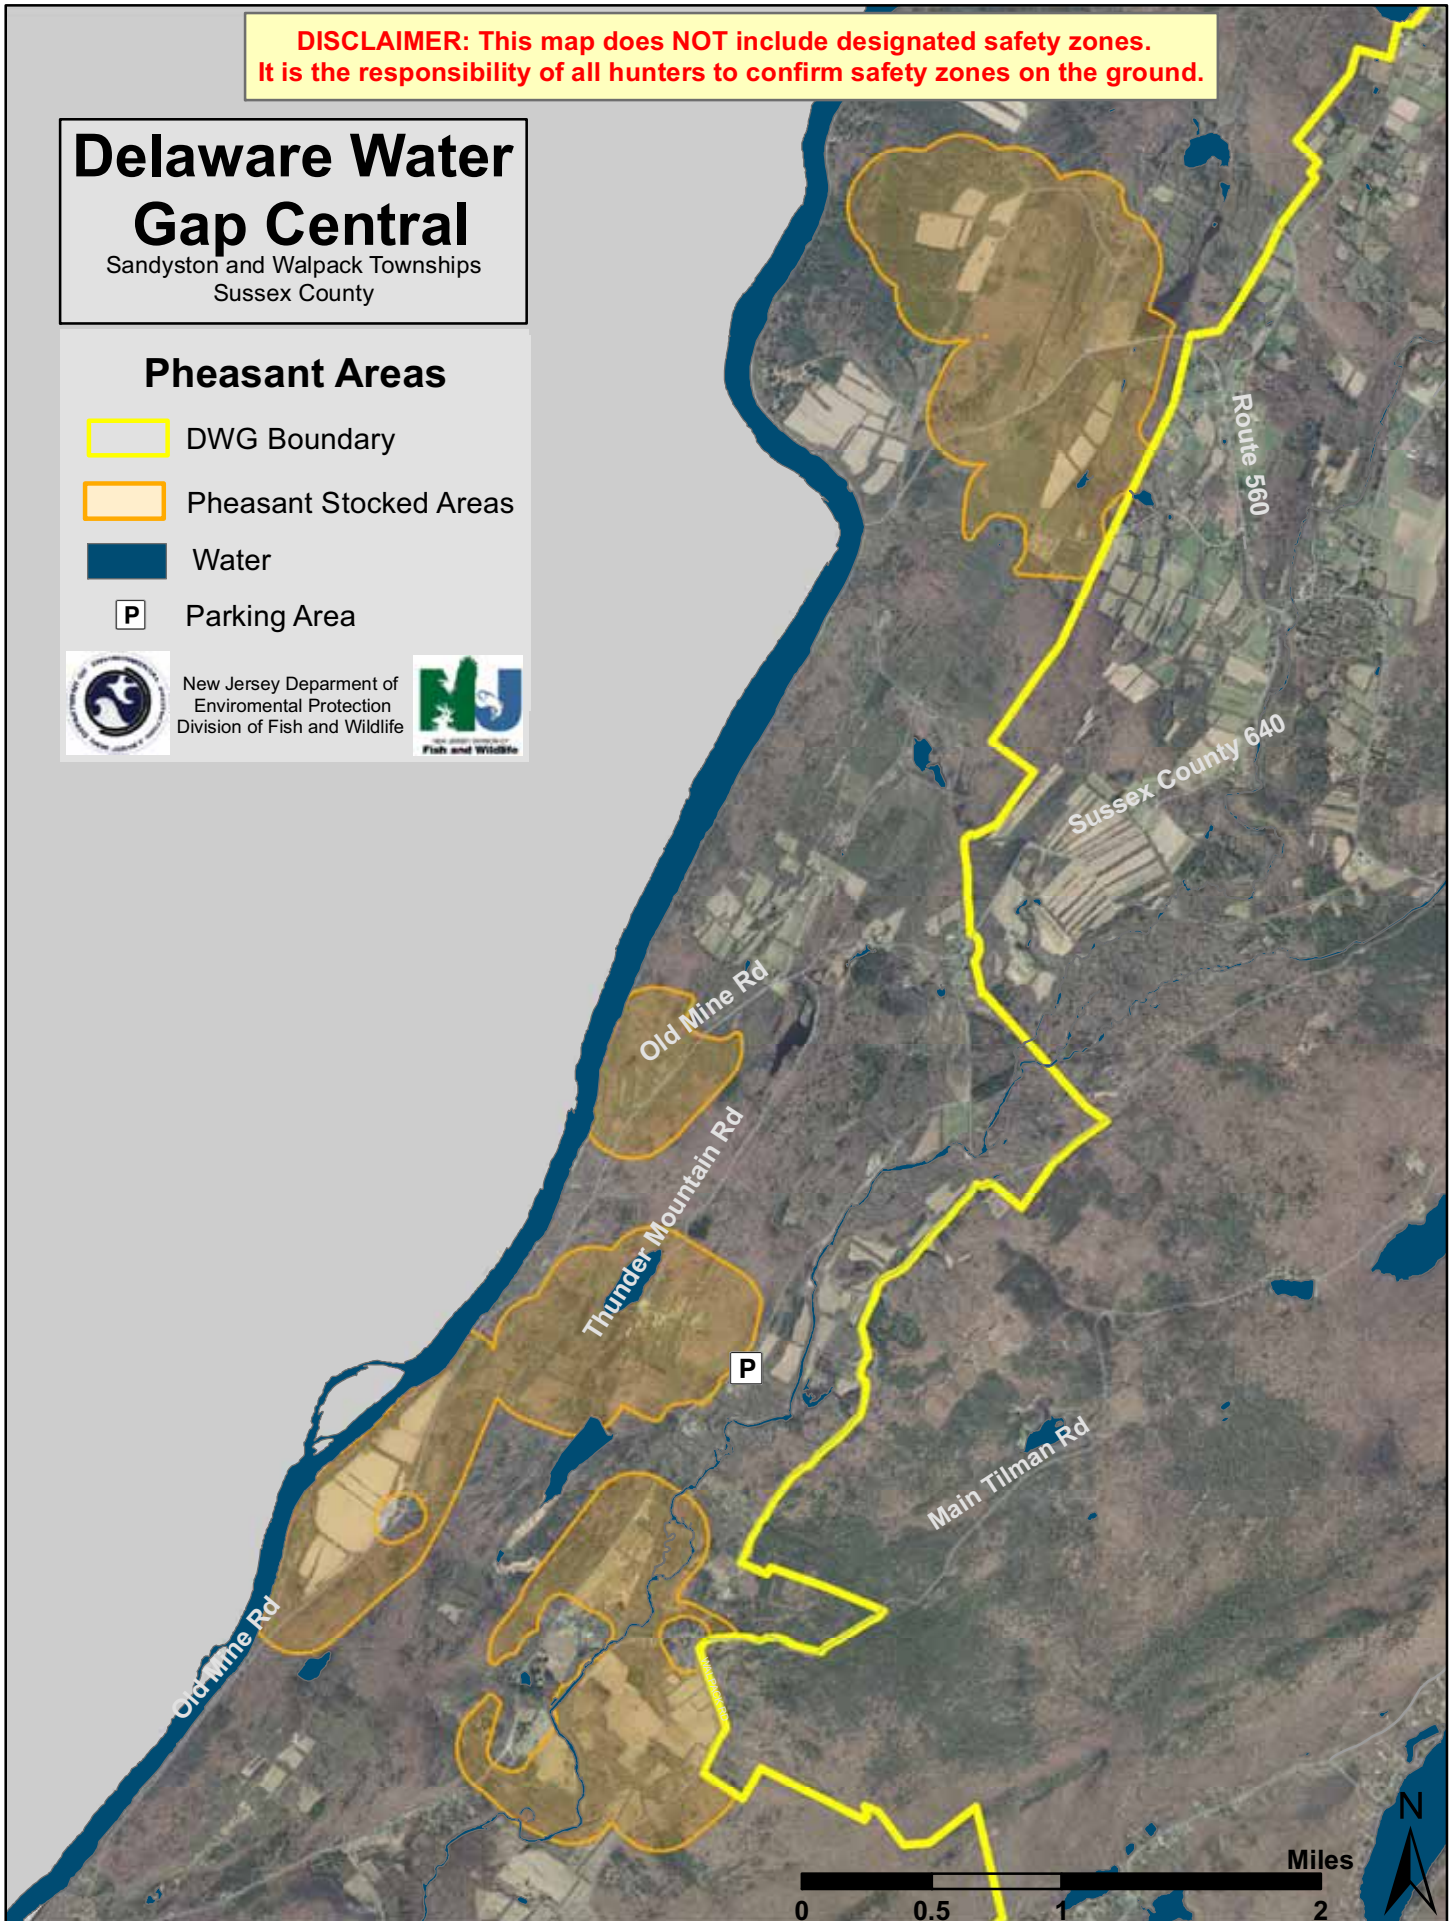 DISCLAIMER: This map does NOT include designated safety zones.
It is the responsibility of all hunters to confirm safety zones on the ground.
Delaware Water
Gap Central
Sandyston and Walpack Townships
Sussex County
Pheasant Areas
DWG Boundary
Pheasant Stocked Areas
Water
P Parking Area
New Jersey Deparment of
Enviromental Protection
Division of Fish and Wildlife
NJ
Fish and Wildlife
Route 560
Sussex County 640
Old Mine Rd
Thunder Mountain Rd
P
Main Tilman Rd
Old Mine Rd
N
Miles
0 0.5 1 2